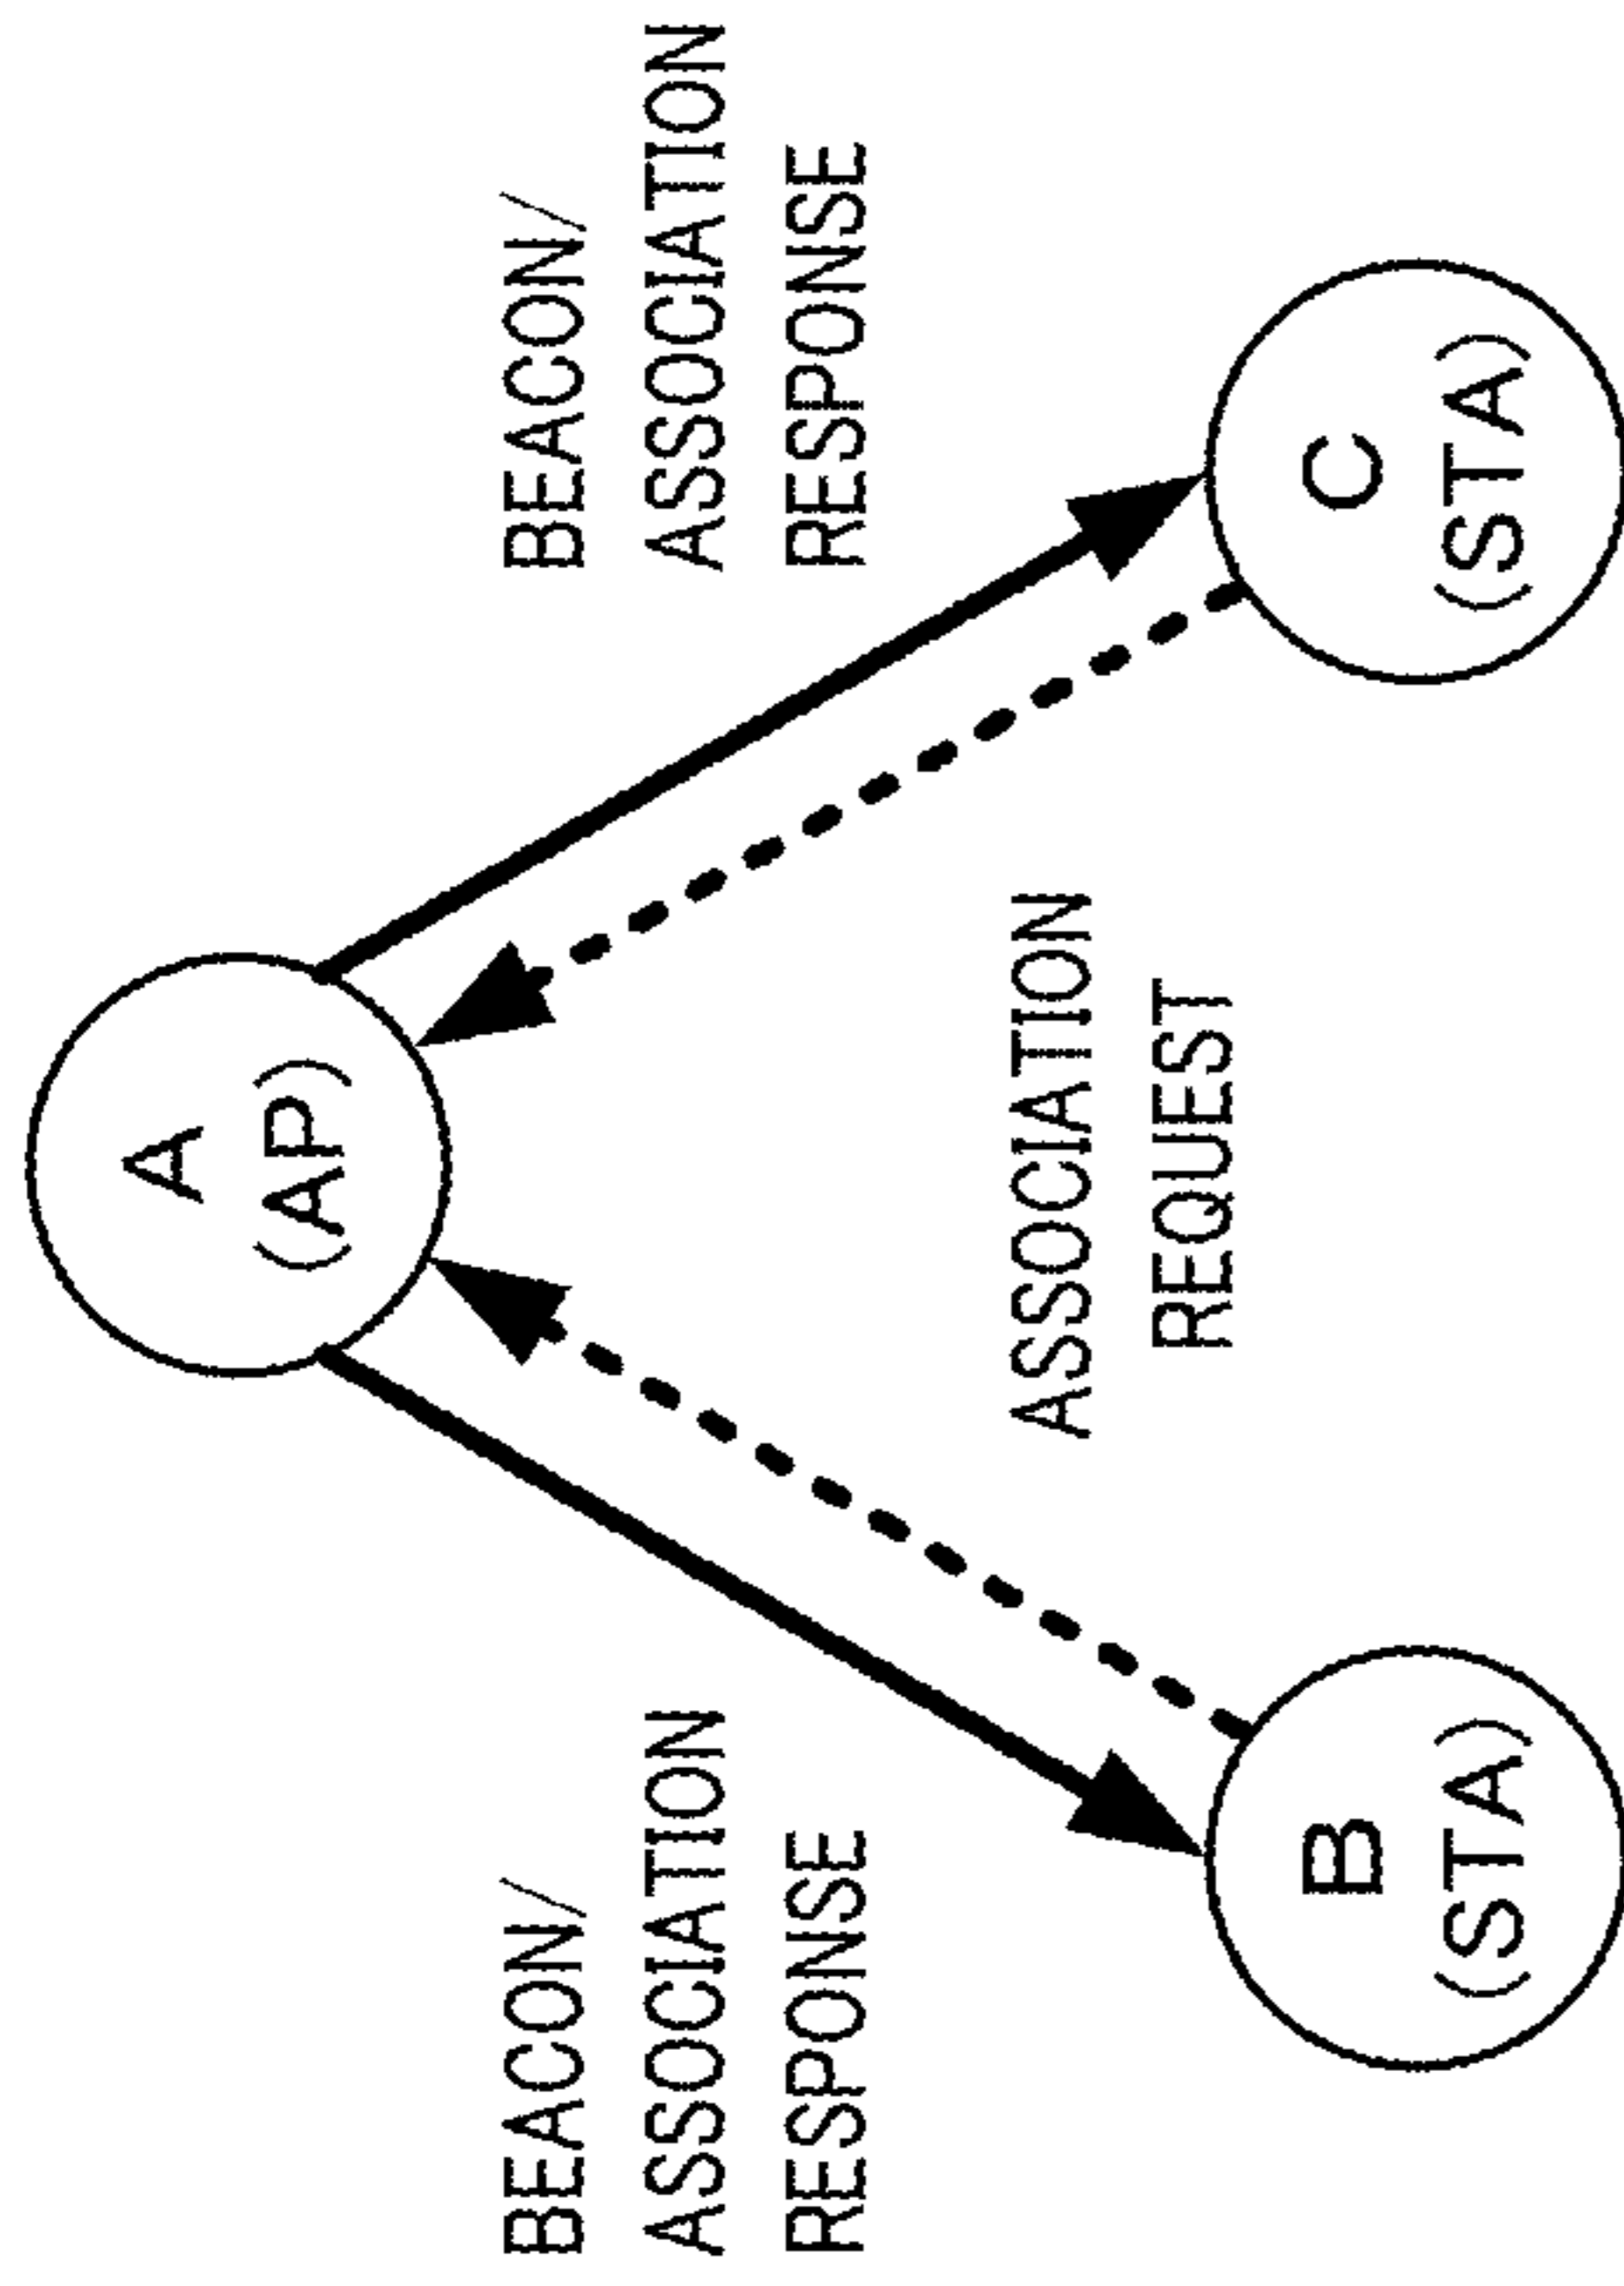 A
(AP)
BEACON/
ASSOCIATION
RESPONSE
BEACON/
ASSOCIATION
RESPONSE
ASSOCIATION
REQUEST
B
(STA)
C
(STA)